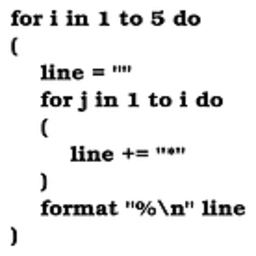 for i in 1 to 5 do
(
line = ""
for j in 1 to i do
(
line += "*"
)
format "%\n" line
)